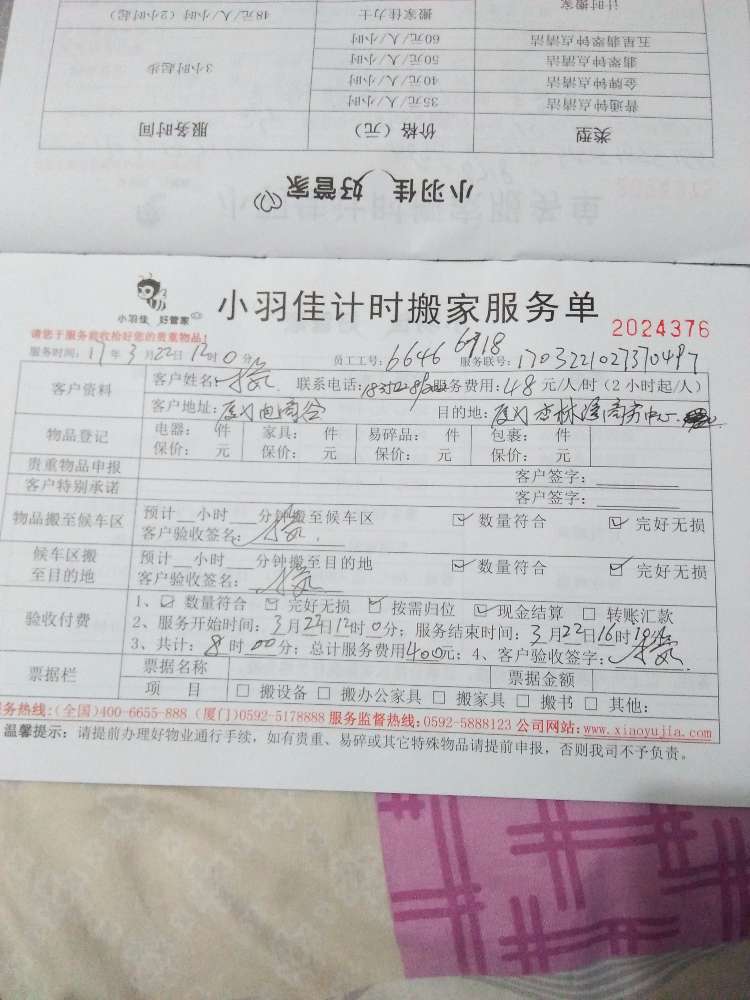 小羽佳 好管家
类型 价格(元) 服务时间
普通钟点清洁 35元/人/小时
金牌钟点清洁 40元/人/小时
翡翠钟点清洁 50元/人/小时
五星翡翠钟点清洁 60元/人/小时
3小时起步
计时搬家 搬家佳力士 48元/人/小时(2小时起)
小羽佳 好管家
小羽佳计时搬家服务单
2024376
请您于服务前收拾好您的贵重物品!
服务时间:17年3月22日12时0分 员工工号:6646 6918 服务联号:1703221027370497
客户资料
客户姓名: 联系电话: 服务费用:48元/人/时(2小时起/人)
客户地址: 目的地:
物品登记
电器: 件 家具: 件 易碎品: 件 包裹: 件
保价: 元 保价: 元 保价: 元 保价: 元
贵重物品申报 客户签字:
客户特别承诺 客户签字:
物品搬至候车区
预计__小时__分钟搬至候车区 ☑ 数量符合 ☑ 完好无损
客户验收签名:
候车区搬至目的地
预计__小时__分钟搬至目的地 ☑ 数量符合 ☑ 完好无损
客户验收签名:
验收付费
1、☑ 数量符合 ☑ 完好无损 ☑ 按需归位 ☑ 现金结算 □ 转账汇款
2、服务开始时间:3月22日12时0分;服务结束时间:3月22日16时
3、共计:8时00分;总计服务费用400元;4、客户验收签字:
票据栏
票据名称 票据金额
项 目 □ 搬设备 □ 搬办公家具 □ 搬家具 □ 搬书 □ 其他:
务热线:(全国)400-6655-888 (厦门)0592-5178888 服务监督热线:0592-5888123 公司网站:www.xiaoyujia.com
温馨提示:请提前办理好物业通行手续,如有贵重、易碎或其它特殊物品请提前申报,否则我司不予负责。